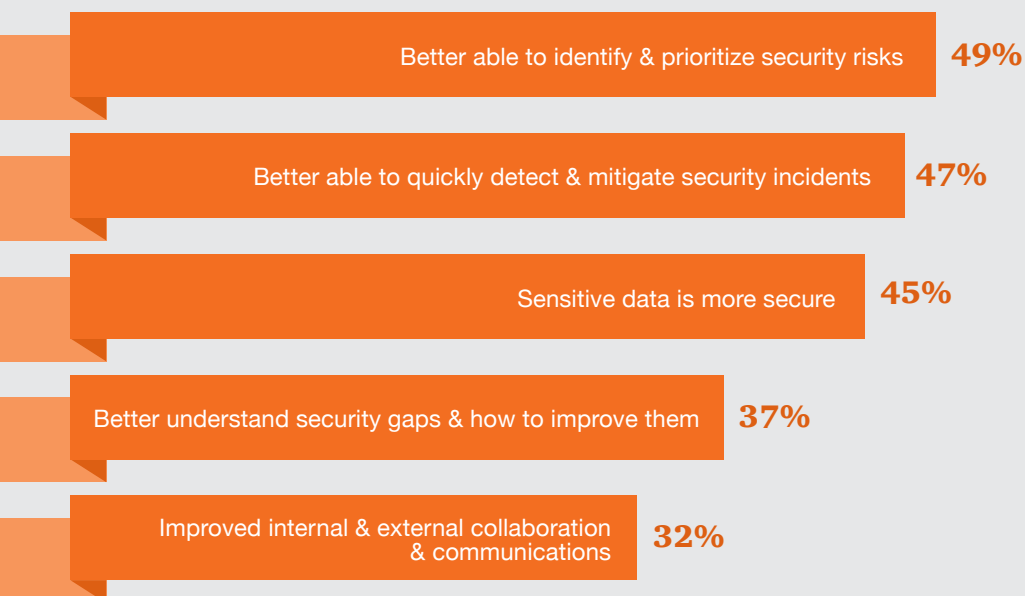 Better able to identify & prioritize security risks 49%
Better able to quickly detect & mitigate security incidents 47%
Sensitive data is more secure 45%
Better understand security gaps & how to improve them 37%
Improved internal & external collaboration
& communications 32%